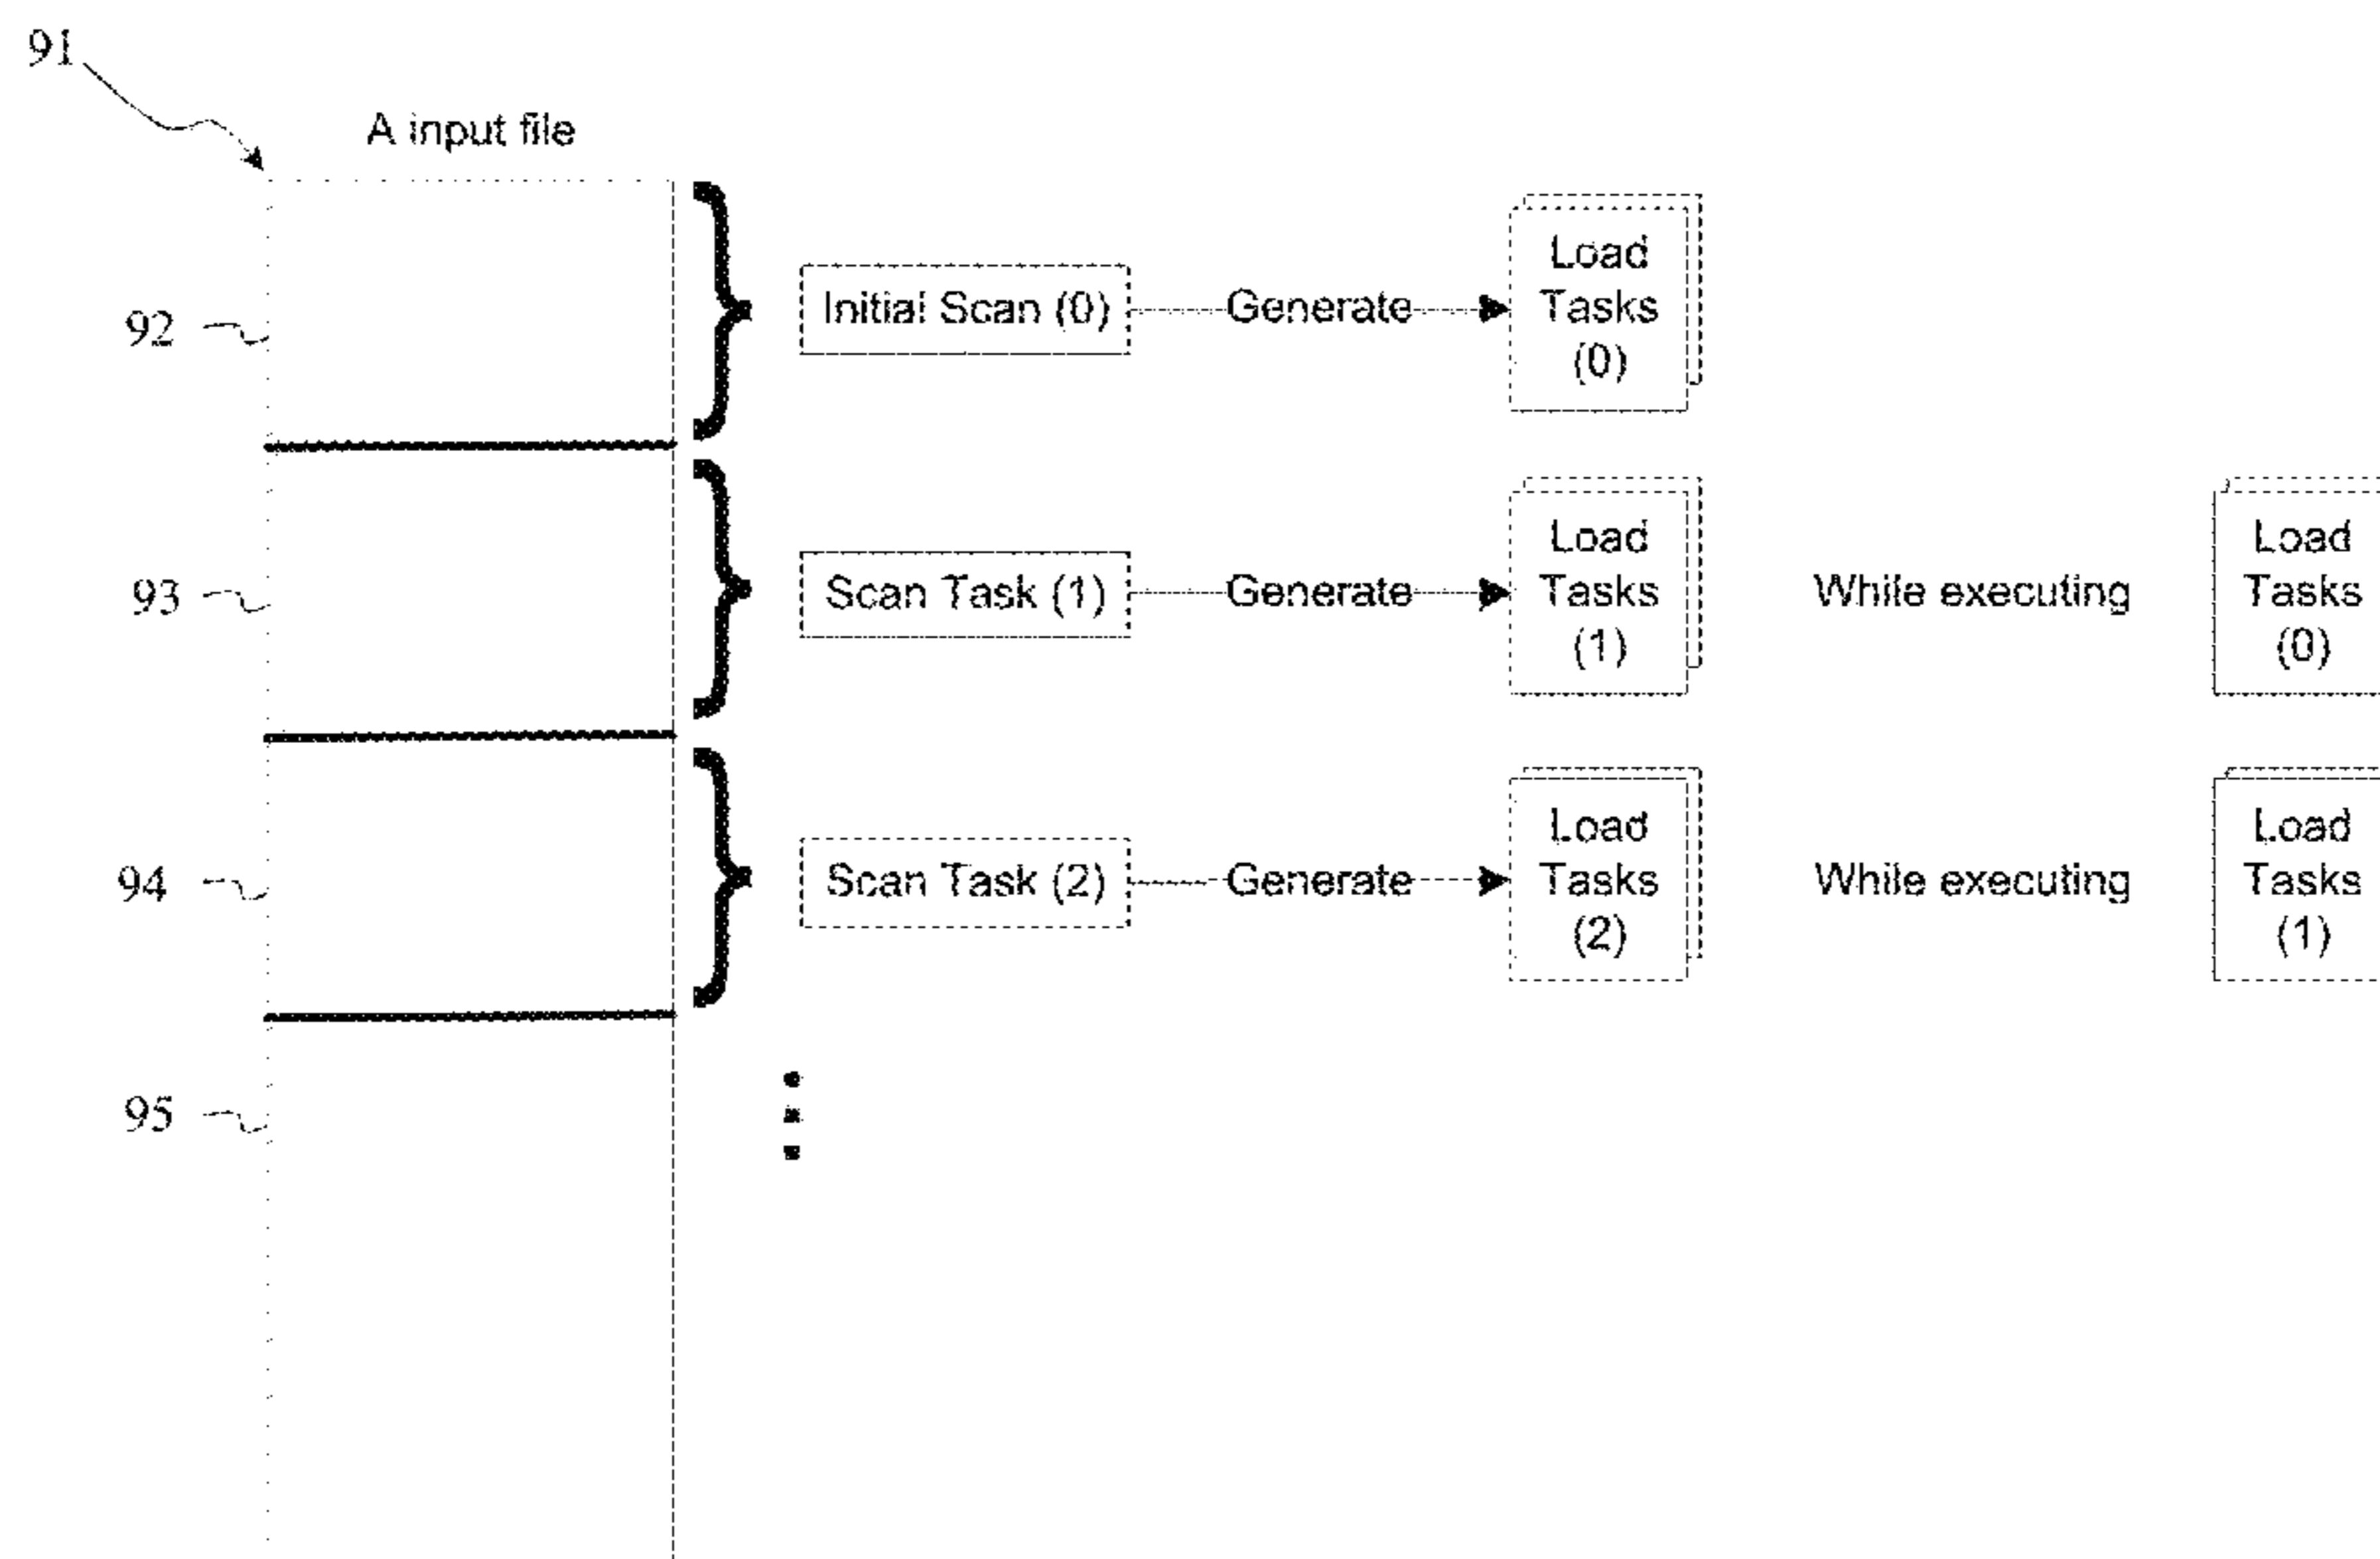 91
A input file
92
Initial Scan (0)
Generate
Load
Tasks
(0)
93
Scan Task (1)
Generate
Load
Tasks
(1)
While executing
Load
Tasks
(0)
94
Scan Task (2)
Generate
Load
Tasks
(2)
While executing
Load
Tasks
(1)
95